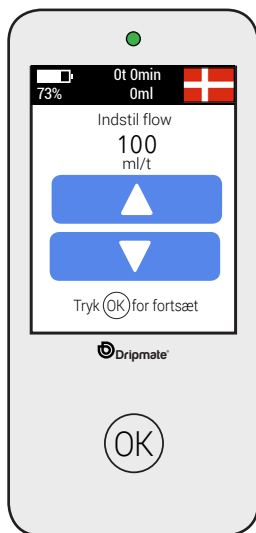 0t 0min
73% 0ml
Indstil flow
100
ml/t
Tryk OK for fortsæt
Dripmate®
OK